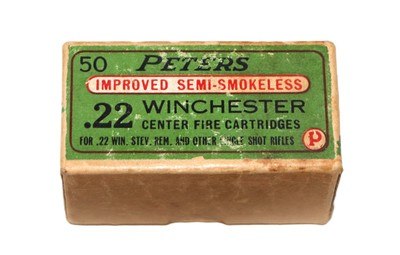 50 PETERS
IMPROVED SEMI-SMOKELESS
.22 WINCHESTER
CENTER FIRE CARTRIDGES
FOR .22 WIN. STEV. REM. AND OTHER SINGLE SHOT RIFLES
P